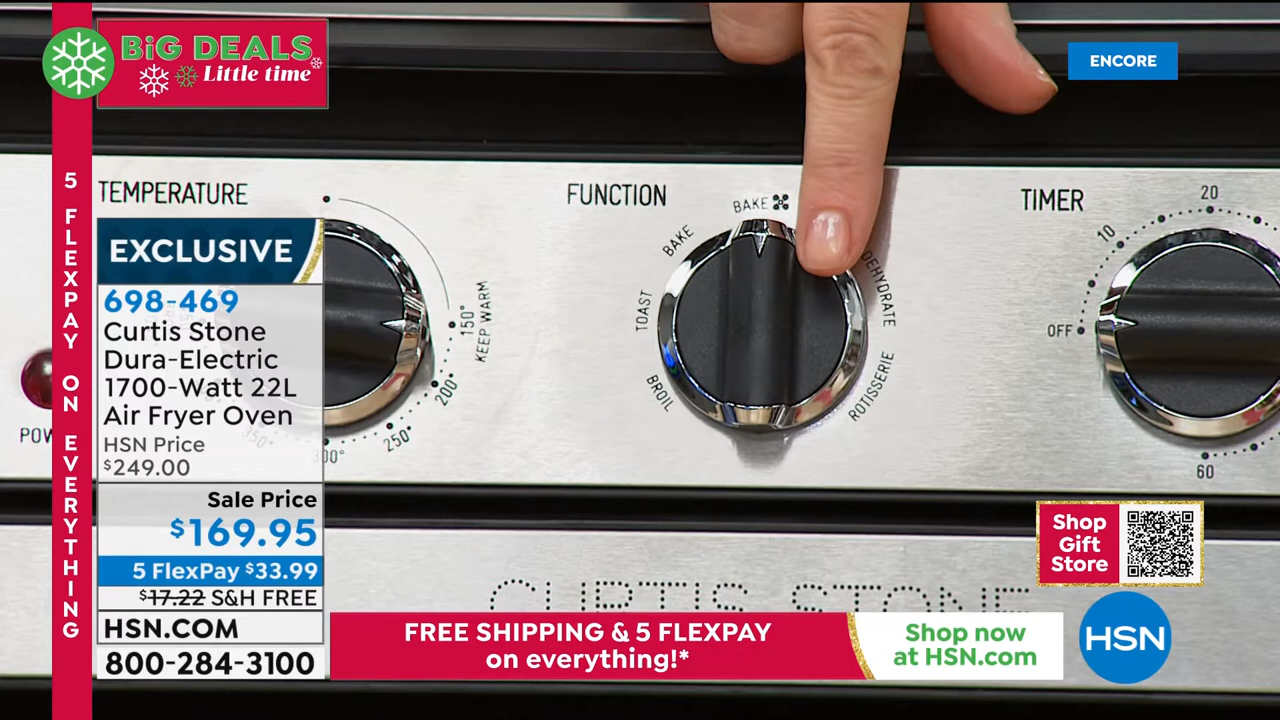 BiG DEALS
Little time
ENCORE
5 FLEXPAY ON EVERYTHING
TEMPERATURE
FUNCTION
TIMER
BAKE
BAKE
TOAST
BROIL
DEHYDRATE
ROTISSERIE
20
10
OFF
60
150°
KEEP WARM
200°
250°
300°
350°
POW
EXCLUSIVE
698-469
Curtis Stone
Dura-Electric
1700-Watt 22L
Air Fryer Oven
HSN Price
$249.00
Sale Price
$169.95
5 FlexPay $33.99
$17.22 S&H FREE
HSN.COM
800-284-3100
CURTIS STONE
FREE SHIPPING & 5 FLEXPAY
on everything!*
Shop now
at HSN.com
Shop
Gift
Store
HSN